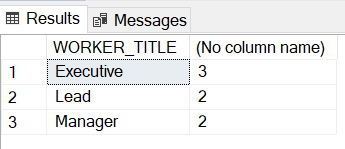 Results Messages
WORKER_TITLE (No column name)
1 Executive 3
2 Lead 2
3 Manager 2